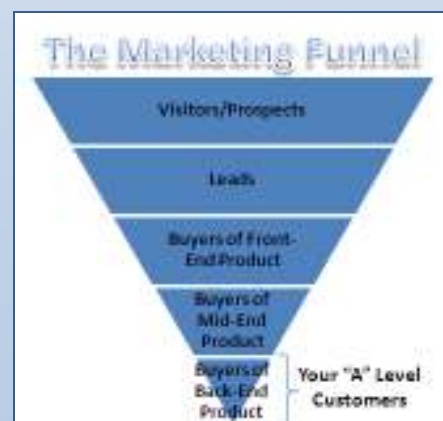 The Marketing Funnel
Visitors/Prospects
Leads
Buyers of Front-
End Product
Buyers of
Mid-End
Product
Buyers of
Back-End
Product
Your "A" Level
Customers